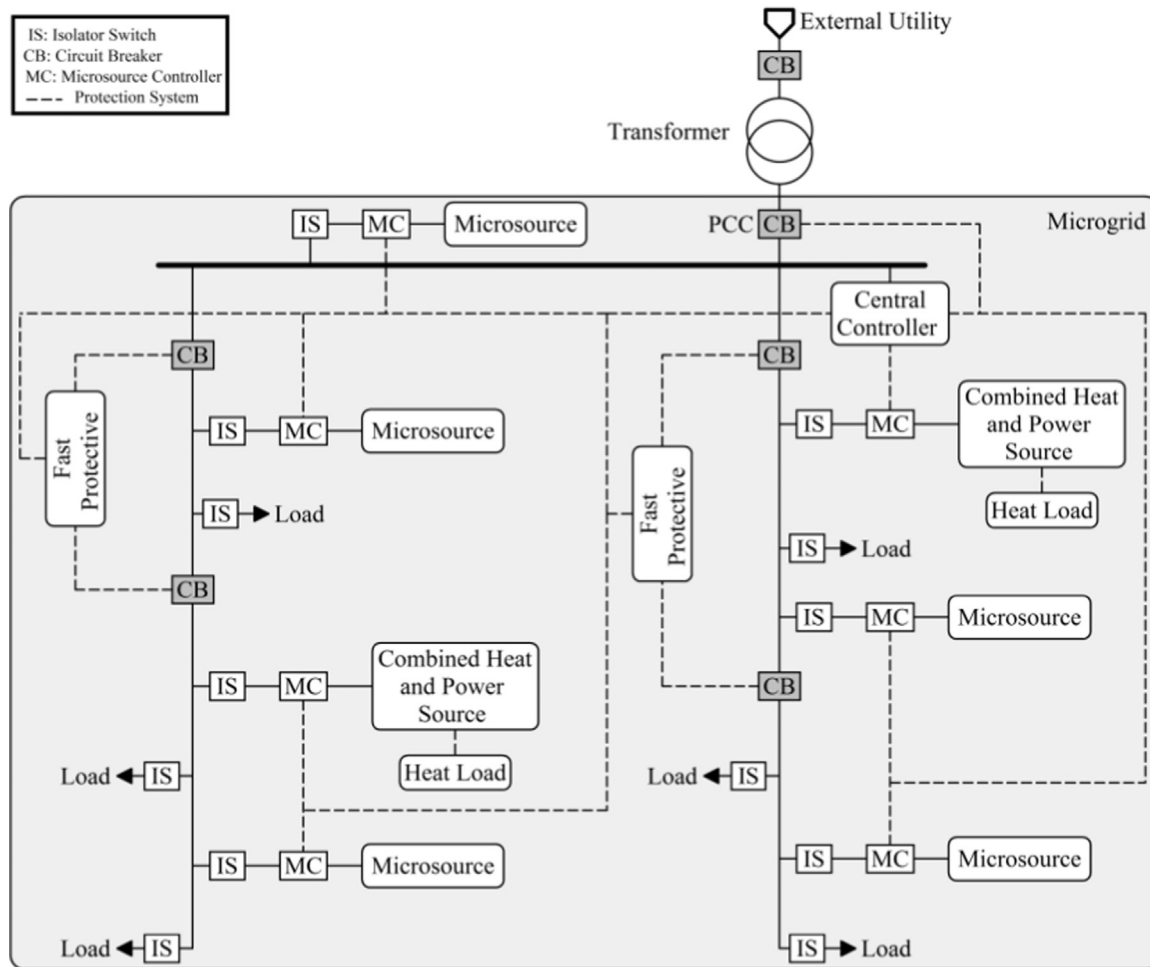 IS: Isolator Switch
CB: Circuit Breaker
MC: Microsource Controller
Protection System
External Utility
CB
Transformer
IS
MC
Microsource
PCC
CB
Microgrid
Central
Controller
CB
Fast
Protective
IS
MC
Microsource
IS
Load
CB
IS
MC
Combined Heat
and Power
Source
Heat Load
Load
IS
IS
MC
Microsource
Load
IS
CB
Fast
Protective
IS
MC
Combined Heat
and Power
Source
Heat Load
IS
Load
IS
MC
Microsource
CB
Load
IS
IS
MC
Microsource
IS
Load